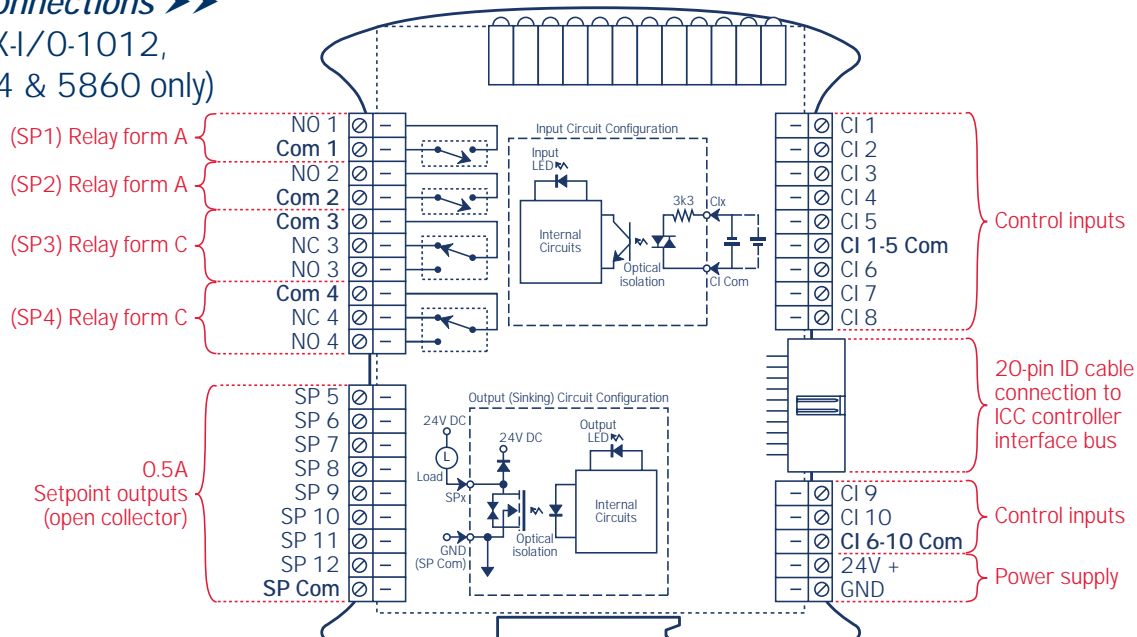 onnections ➤➤
X-I/O-1012,
4 & 5860 only)
(SP1) Relay form A
(SP2) Relay form A
(SP3) Relay form C
(SP4) Relay form C
0.5A
Setpoint outputs
(open collector)
NO 1
Com 1
NO 2
Com 2
Com 3
NC 3
NO 3
Com 4
NC 4
NO 4
SP 5
SP 6
SP 7
SP 8
SP 9
SP 10
SP 11
SP 12
SP Com
Input Circuit Configuration
Input
LED
Internal
Circuits
Optical
isolation
3k3
CIx
CI Com
Output (Sinking) Circuit Configuration
24V DC
24V DC
L
Load
SPx
GND
(SP Com)
Optical
isolation
Output
LED
Internal
Circuits
CI 1
CI 2
CI 3
CI 4
CI 5
CI 1-5 Com
CI 6
CI 7
CI 8
CI 9
CI 10
CI 6-10 Com
24V +
GND
Control inputs
20-pin ID cable
connection to
ICC controller
interface bus
Control inputs
Power supply